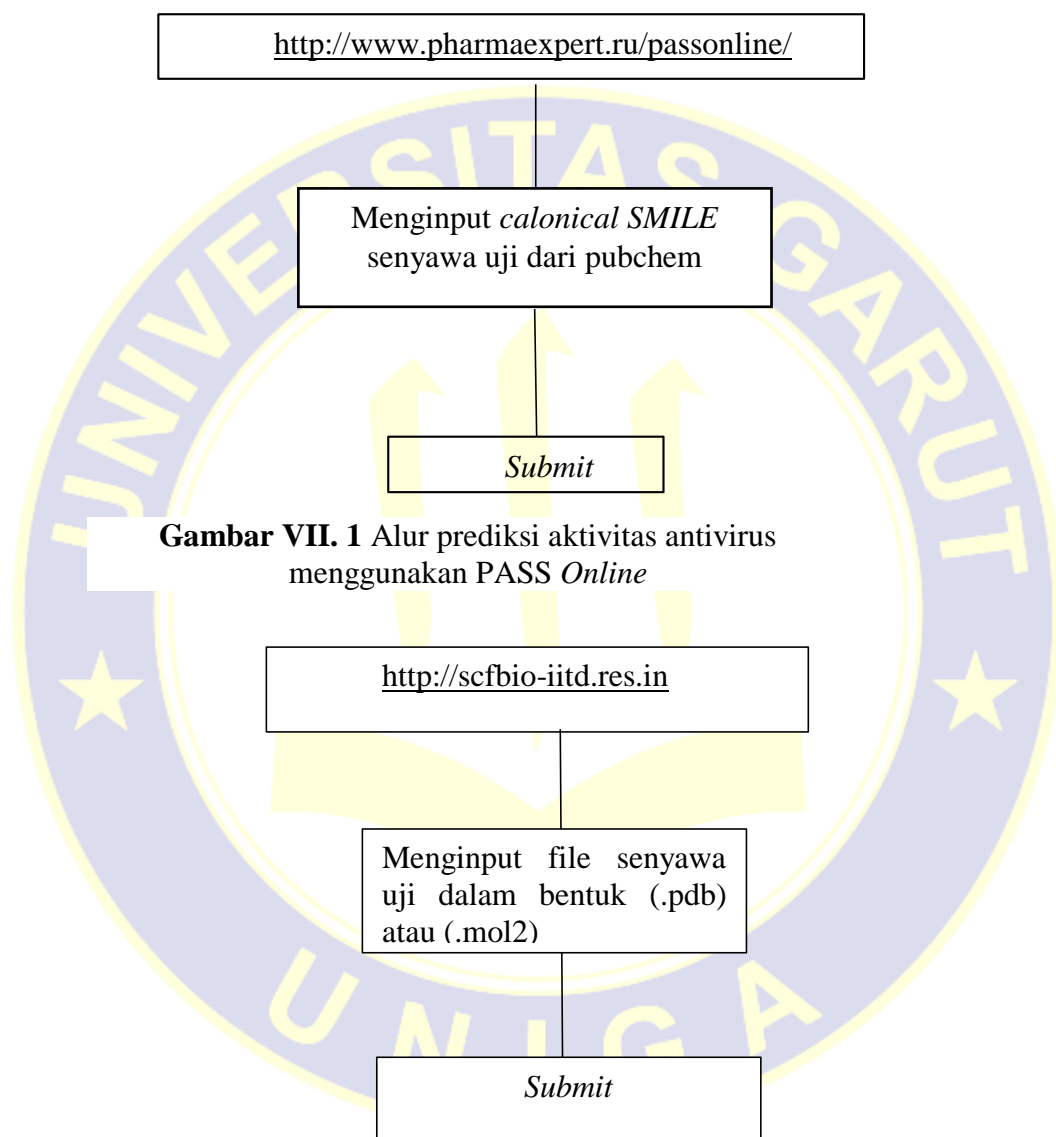 http://www.pharmaexpert.ru/passonline/
UNIVERSITAS GARUT
Menginput calonical SMILE
senyawa uji dari pubchem
Submit
Gambar VII. 1 Alur prediksi aktivitas antivirus
menggunakan PASS Online
http://scfbio-iitd.res.in
Menginput file senyawa
uji dalam bentuk (.pdb)
atau (.mol2)
Submit
UNIGA